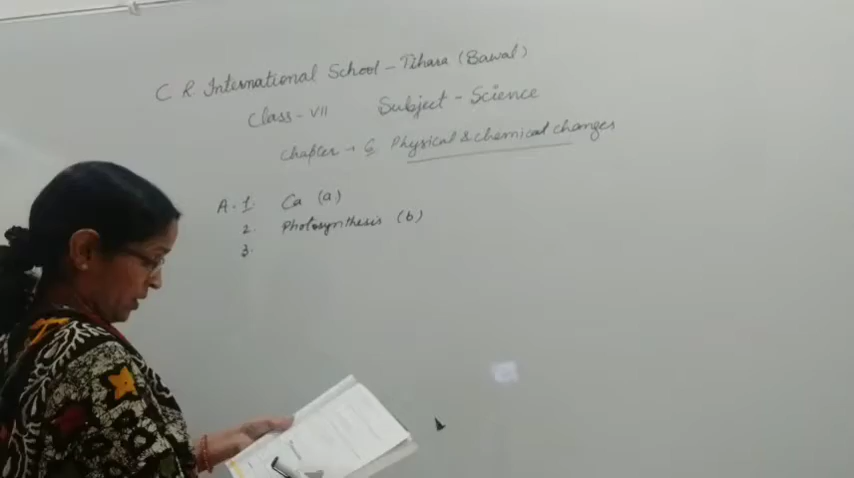 C R International School - Tihara (Bawal)
Class - VII Subject - Science
Chapter → 6 Physical & chemical changes
A. 1. Ca (a)
2. Photosynthesis (b)
3.